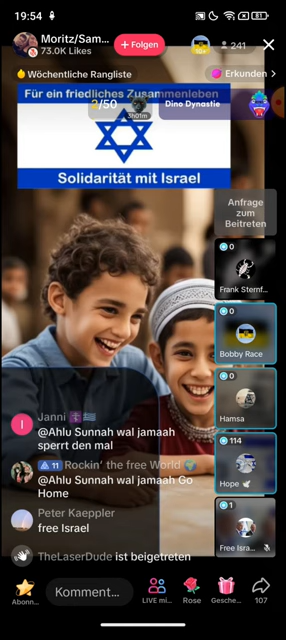 19:54
81
Moritz/Sam...
73.0K Likes
+ Folgen
10+
241
Wöchentliche Rangliste
Erkunden >
Für ein friedliches Zusammenleben
2/50
3h01m
Dino Dynastie
Solidarität mit Israel
Anfrage
zum
Beitreten
0
Frank Sternf...
0
Bobby Race
0
Hamsa
114
Hope 🕊
1
Free Isra...
I
Janni ✝️🇬🇷
@Ahlu Sunnah wal jamaah
sperrt den mal
11 Rockin' the free World🌍
@Ahlu Sunnah wal jamaah Go
Home
Peter Kaeppler
free Israel
TheLaserDude ist beigetreten
Abonn...
Komment...
LIVE mi...
Rose
Gesche...
107